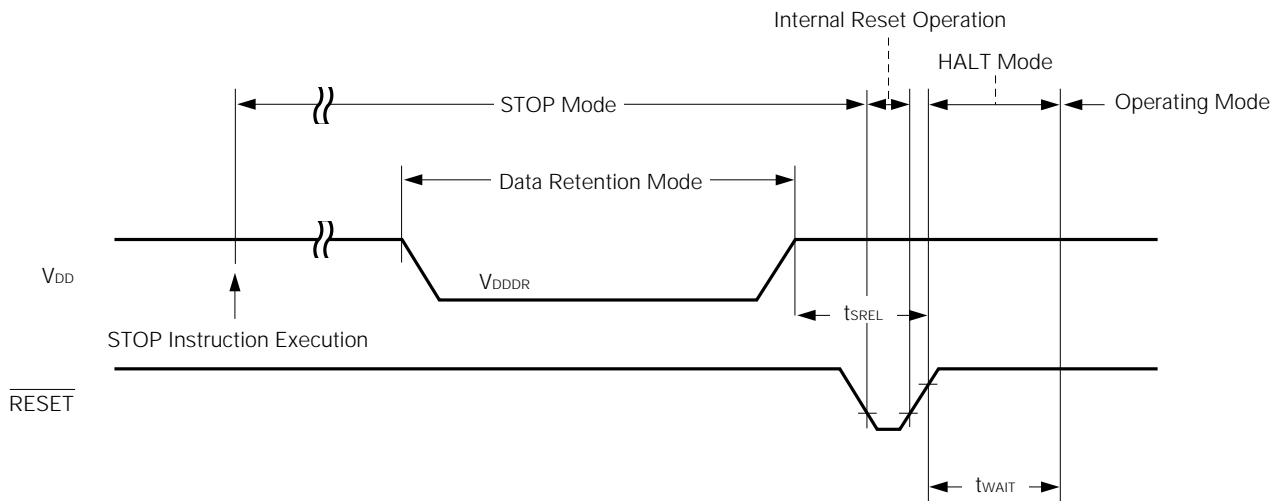 Internal Reset Operation
HALT Mode
STOP Mode
Operating Mode
Data Retention Mode
VDD
VDDDR
tSREL
STOP Instruction Execution
RESET
tWAIT